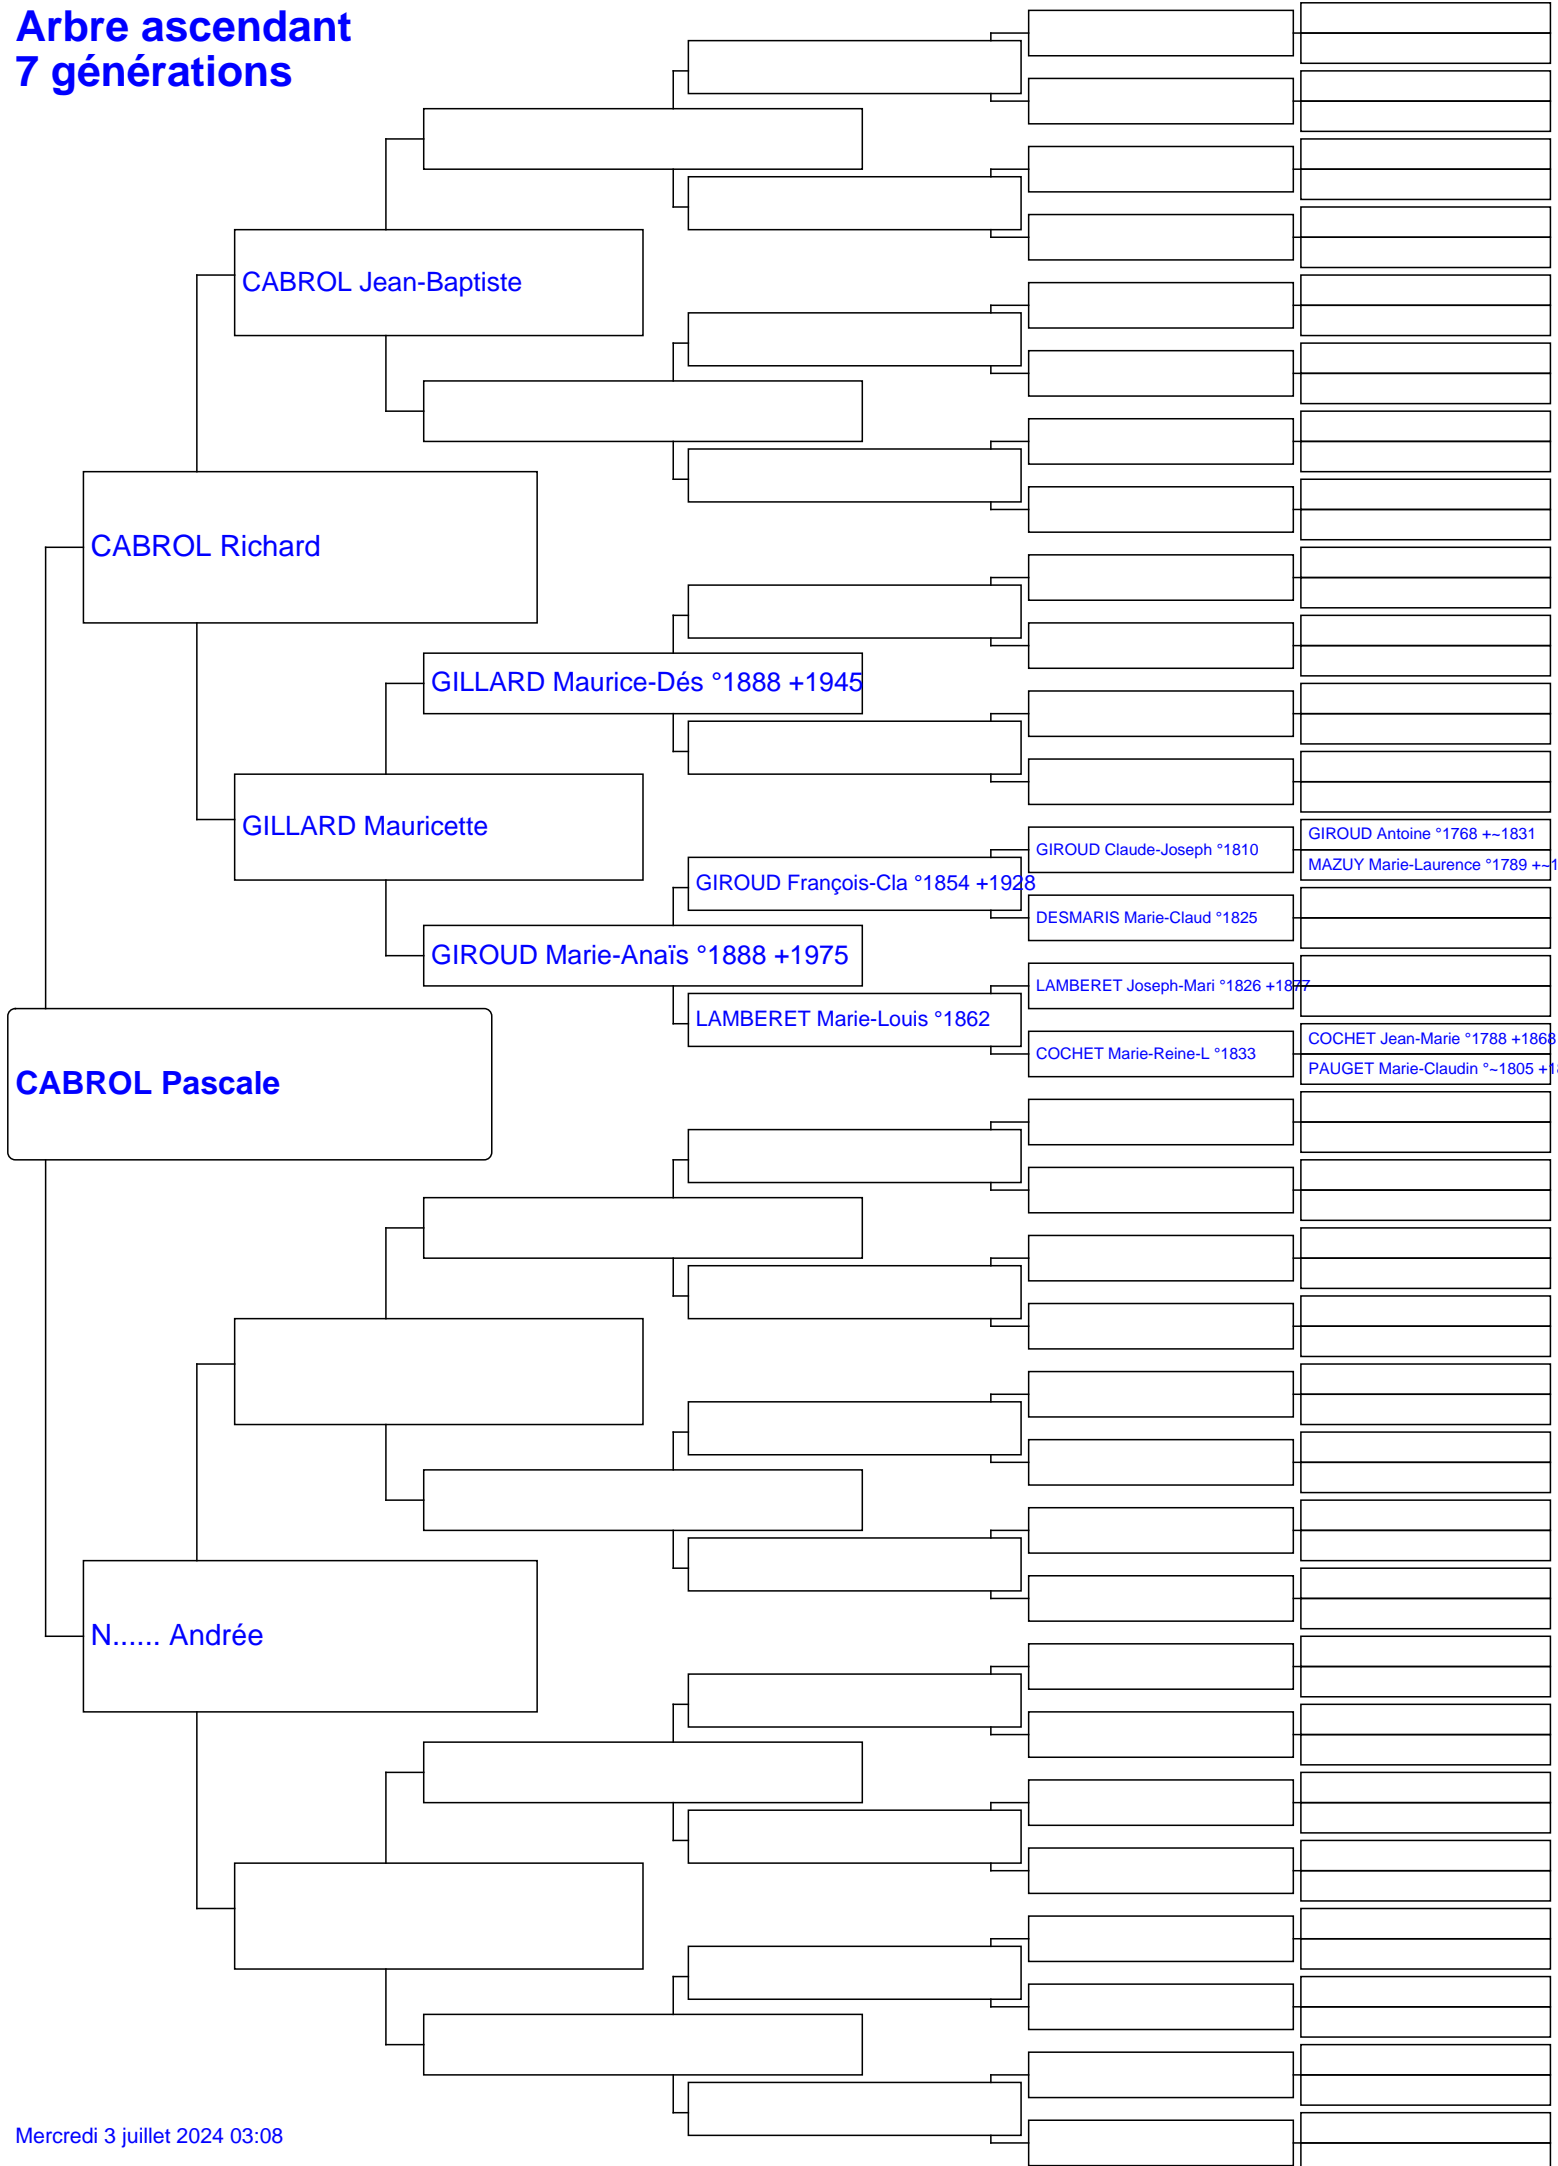 Arbre ascendant
7 générations
CABROL Jean-Baptiste
CABROL Richard
GILLARD Maurice-Dés °1888 +1945
GILLARD Mauricette
GIROUD Claude-Joseph °1810
GIROUD Antoine °1768 +~1831
MAZUY Marie-Laurence °1789 +~1
GIROUD François-Cla °1854 +1928
DESMARIS Marie-Claud °1825
GIROUD Marie-Anaïs °1888 +1975
LAMBERET Joseph-Mari °1826 +1877
LAMBERET Marie-Louis °1862
COCHET Marie-Reine-L °1833
COCHET Jean-Marie °1788 +1868
PAUGET Marie-Claudin °~1805 +18
CABROL Pascale
N...... Andrée
Mercredi 3 juillet 2024 03:08